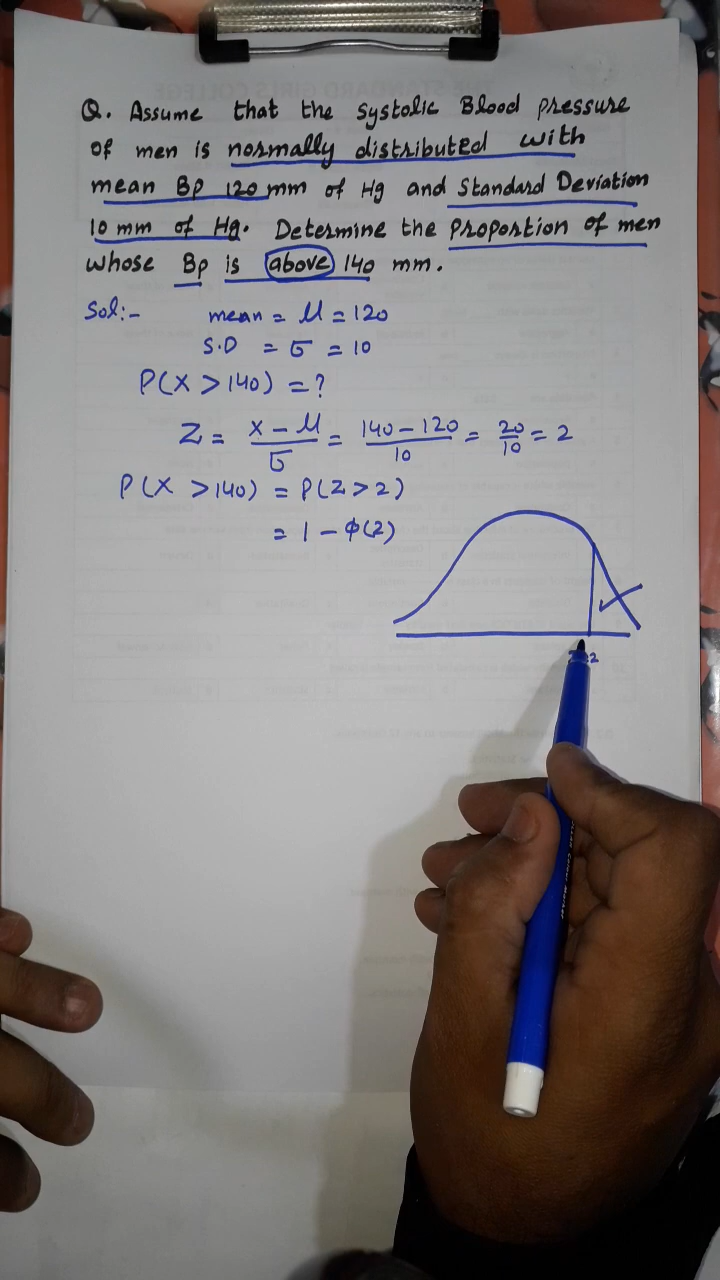 Q. Assume that the systolic Blood pressure
of men is normally distributed with
mean Bp 120 mm of Hg and Standard Deviation
10 mm of Hg. Determine the proportion of men
whose Bp is above 140 mm.
Sol:- mean = μ = 120
S.D = σ = 10
P(X > 140) = ?
Z = X - μ / σ = 140 - 120 / 10 = 20/10 = 2
P(X > 140) = P(Z > 2)
= 1 - φ(2)
2